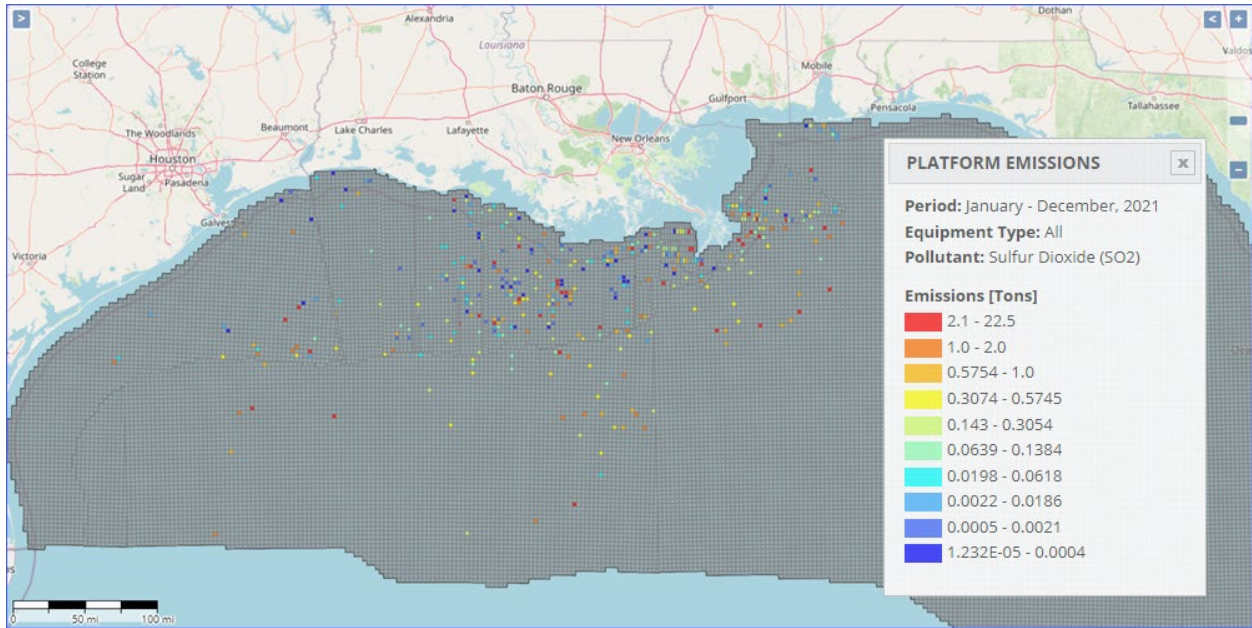 >
<
+
Dothan
Alexandria
Louisiana
Valdos
College
Station
Mobile
Baton Rouge
Gulfport
Pensacola
Tallahassee
The Woodlands
Beaumont
Lake Charles
Lafayette
New Orleans
Houston
Sugar
Land
Pasadena
Galves
Victoria
PLATFORM EMISSIONS
x
Period: January - December, 2021
Equipment Type: All
Pollutant: Sulfur Dioxide (SO2)
Emissions [Tons]
2.1 - 22.5
1.0 - 2.0
0.5754 - 1.0
0.3074 - 0.5745
0.143 - 0.3054
0.0639 - 0.1384
0.0198 - 0.0618
0.0022 - 0.0186
0.0005 - 0.0021
1.232E-05 - 0.0004
0
50 mi
100 mi